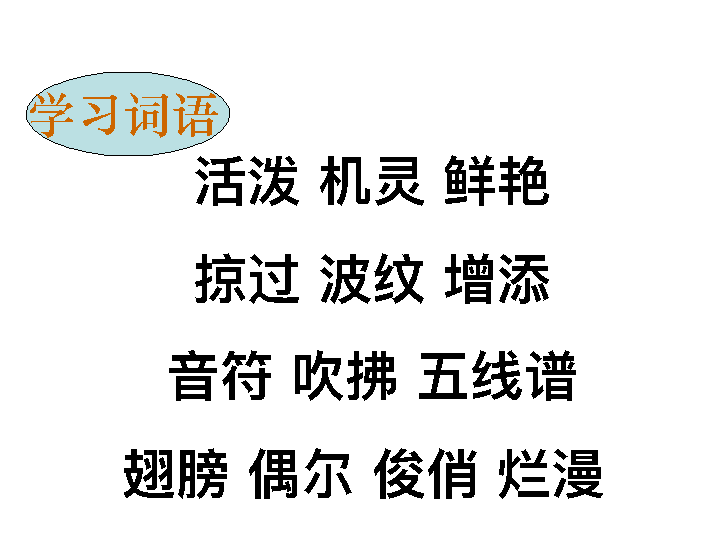 学习词语
活泼 机灵 鲜艳
掠过 波纹 增添
音符 吹拂 五线谱
翅膀 偶尔 俊俏 烂漫